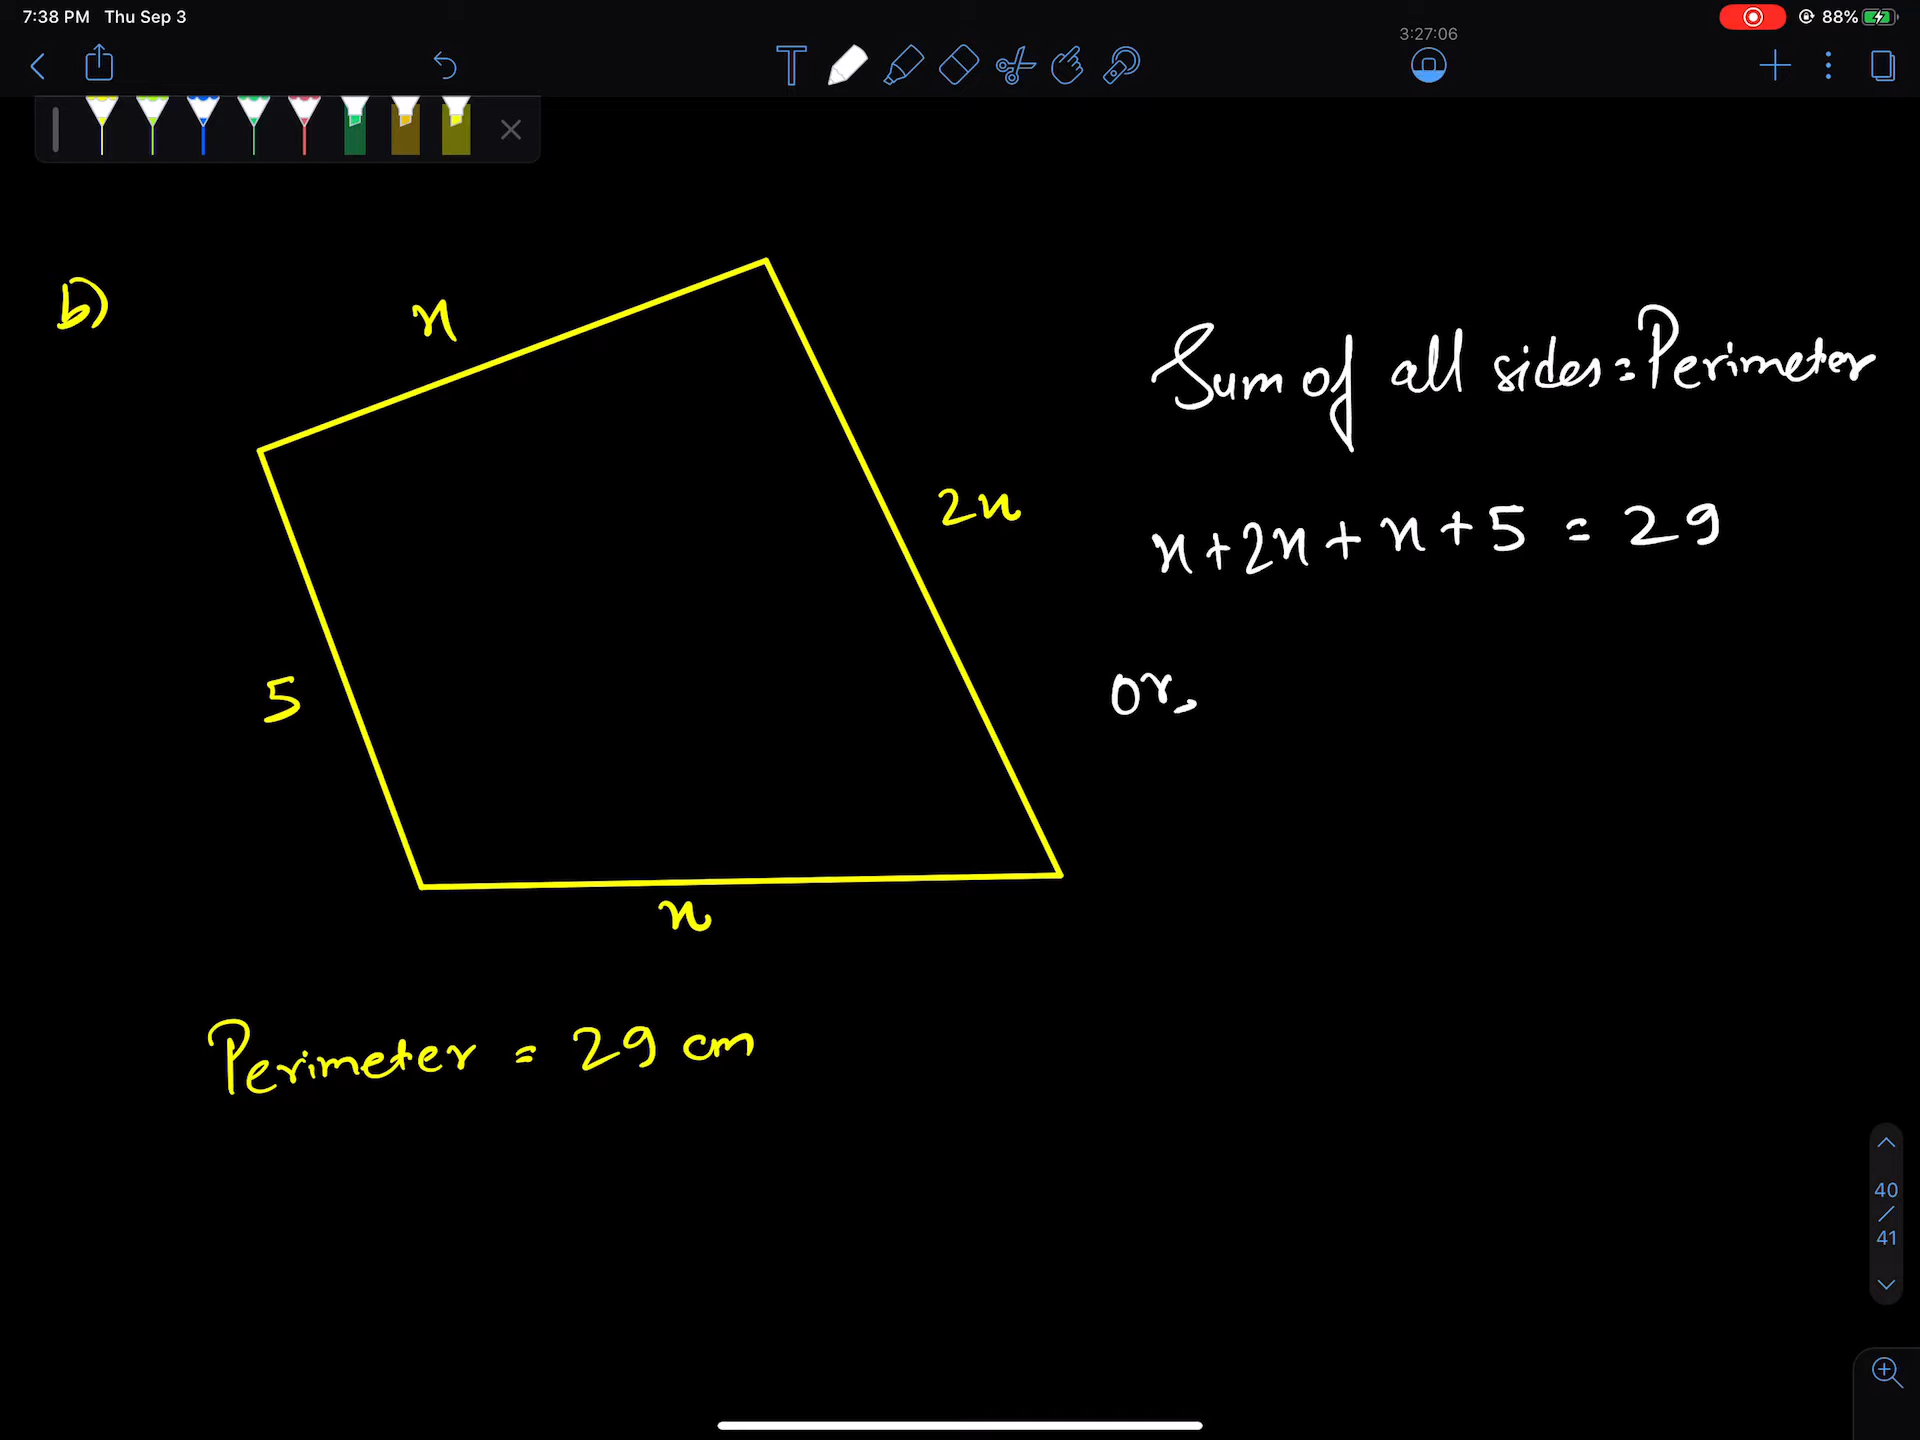 7:38 PM Thu Sep 3
88%
3:27:06
b)
x
Sum of all sides = Perimeter
2x
x + 2x + x + 5 = 29
5
or,
x
Perimeter = 29 cm
40
/
41